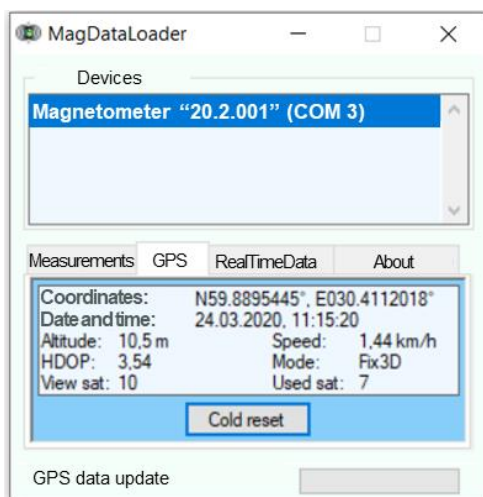 MagDataLoader
Devices
Magnetometer “20.2.001” (COM 3)
Measurements GPS RealTimeData About
Coordinates: N59.8895445°, E030.4112018°
Date and time: 24.03.2020, 11:15:20
Altitude: 10,5 m Speed: 1,44 km/h
HDOP: 3,54 Mode: Fix3D
View sat: 10 Used sat: 7
Cold reset
GPS data update